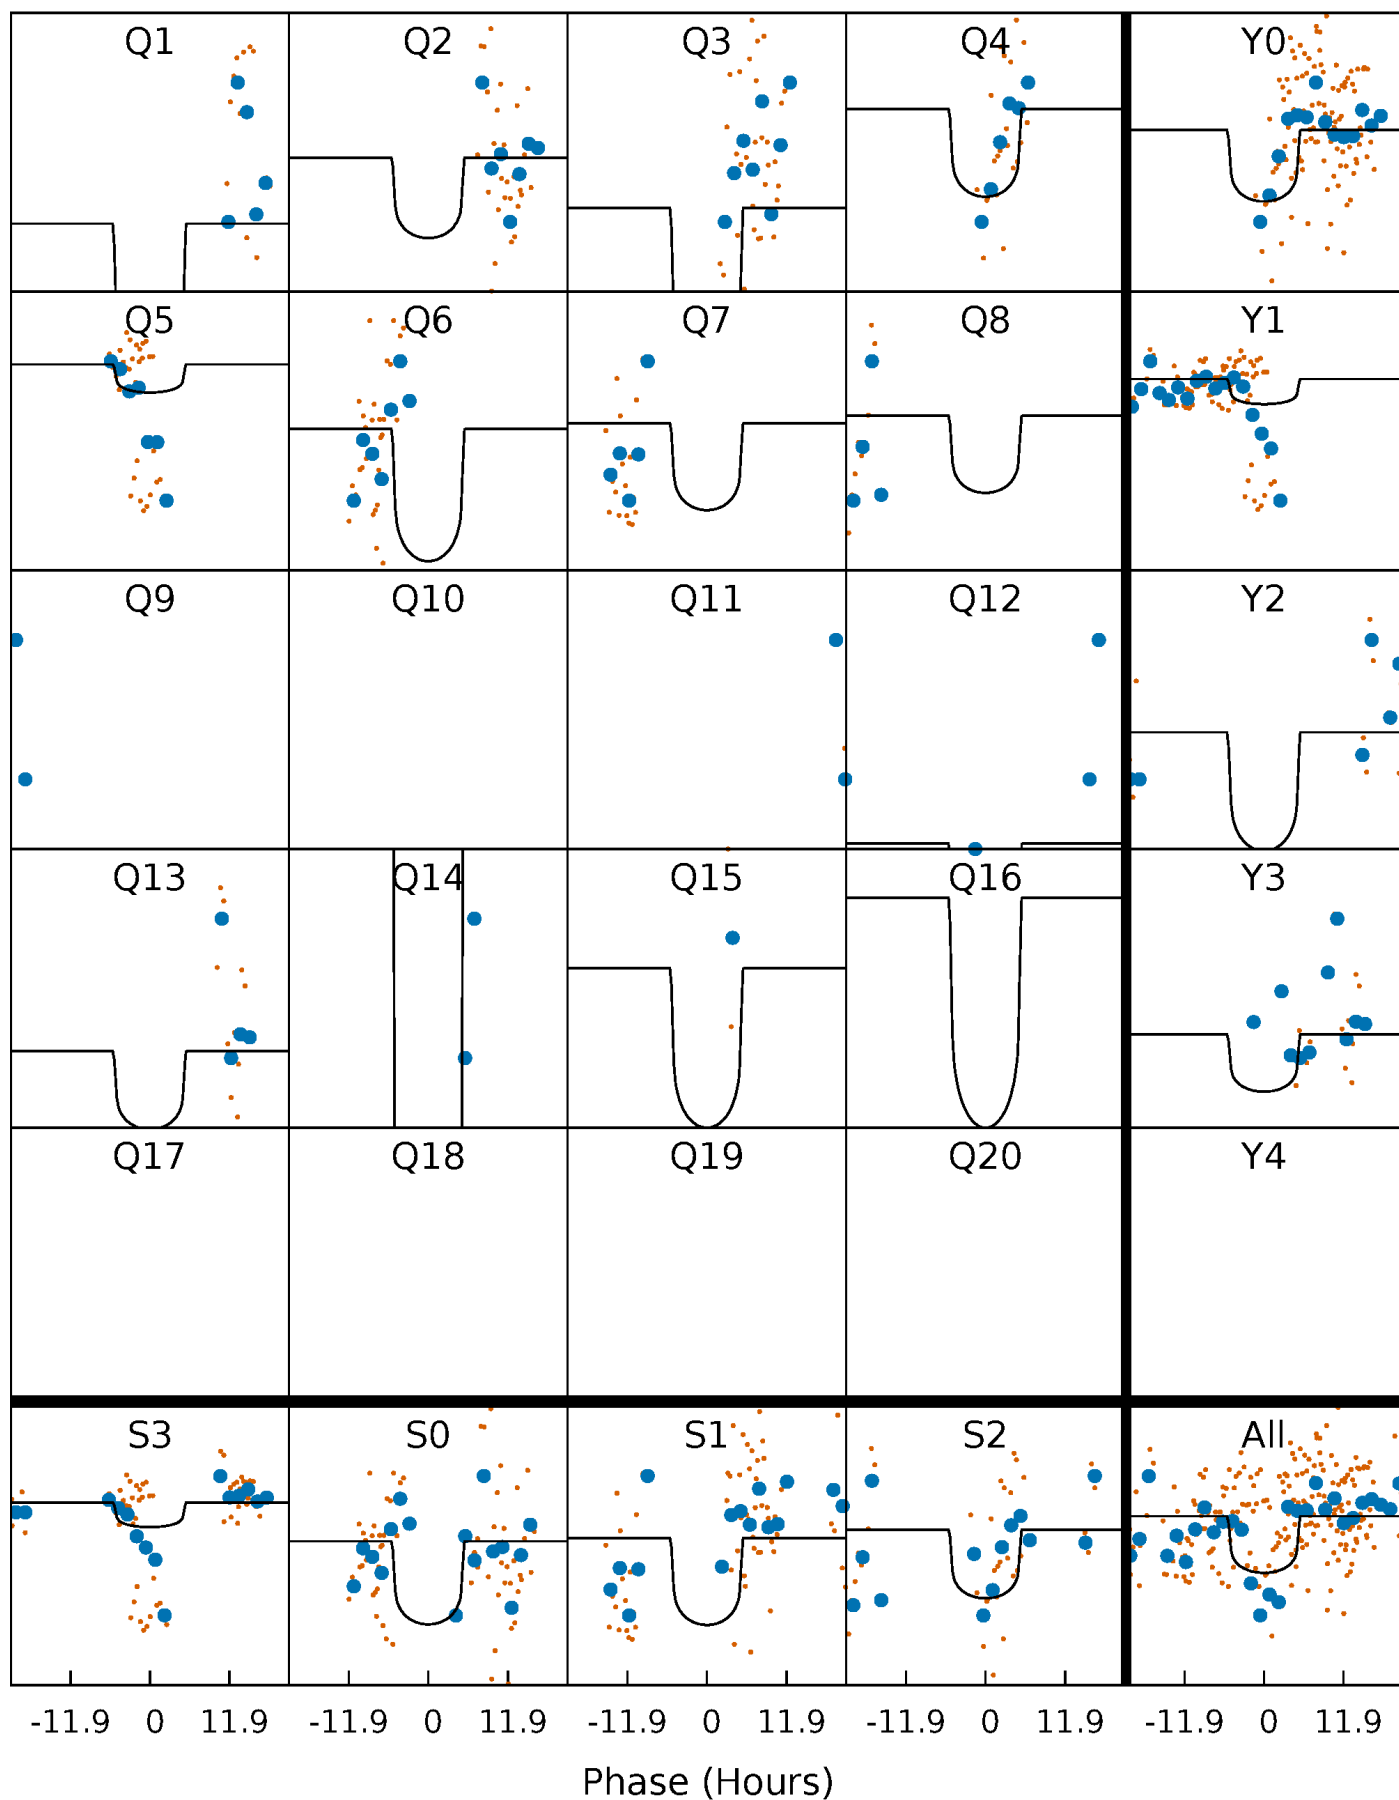 Q1 Q2 Q3 Q4 Y0
Q5 Q6 Q7 Q8 Y1
Q9 Q10 Q11 Q12 Y2
Q13 Q14 Q15 Q16 Y3
Q17 Q18 Q19 Q20 Y4
S3 S0 S1 S2 All
-11.9 0 11.9 -11.9 0 11.9 -11.9 0 11.9 -11.9 0 11.9 -11.9 0 11.9
Phase (Hours)